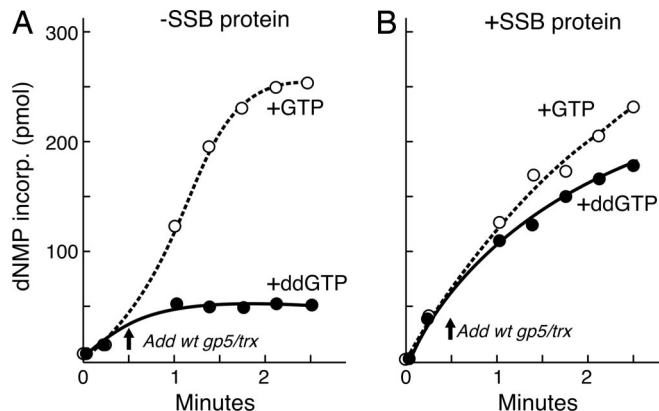 A
-SSB protein
300
200
100
dNMP incorp. (pmol)
+GTP
+ddGTP
Add wt gp5/trx
0
1
2
Minutes
B
+SSB protein
+GTP
+ddGTP
Add wt gp5/trx
0
1
2
Minutes